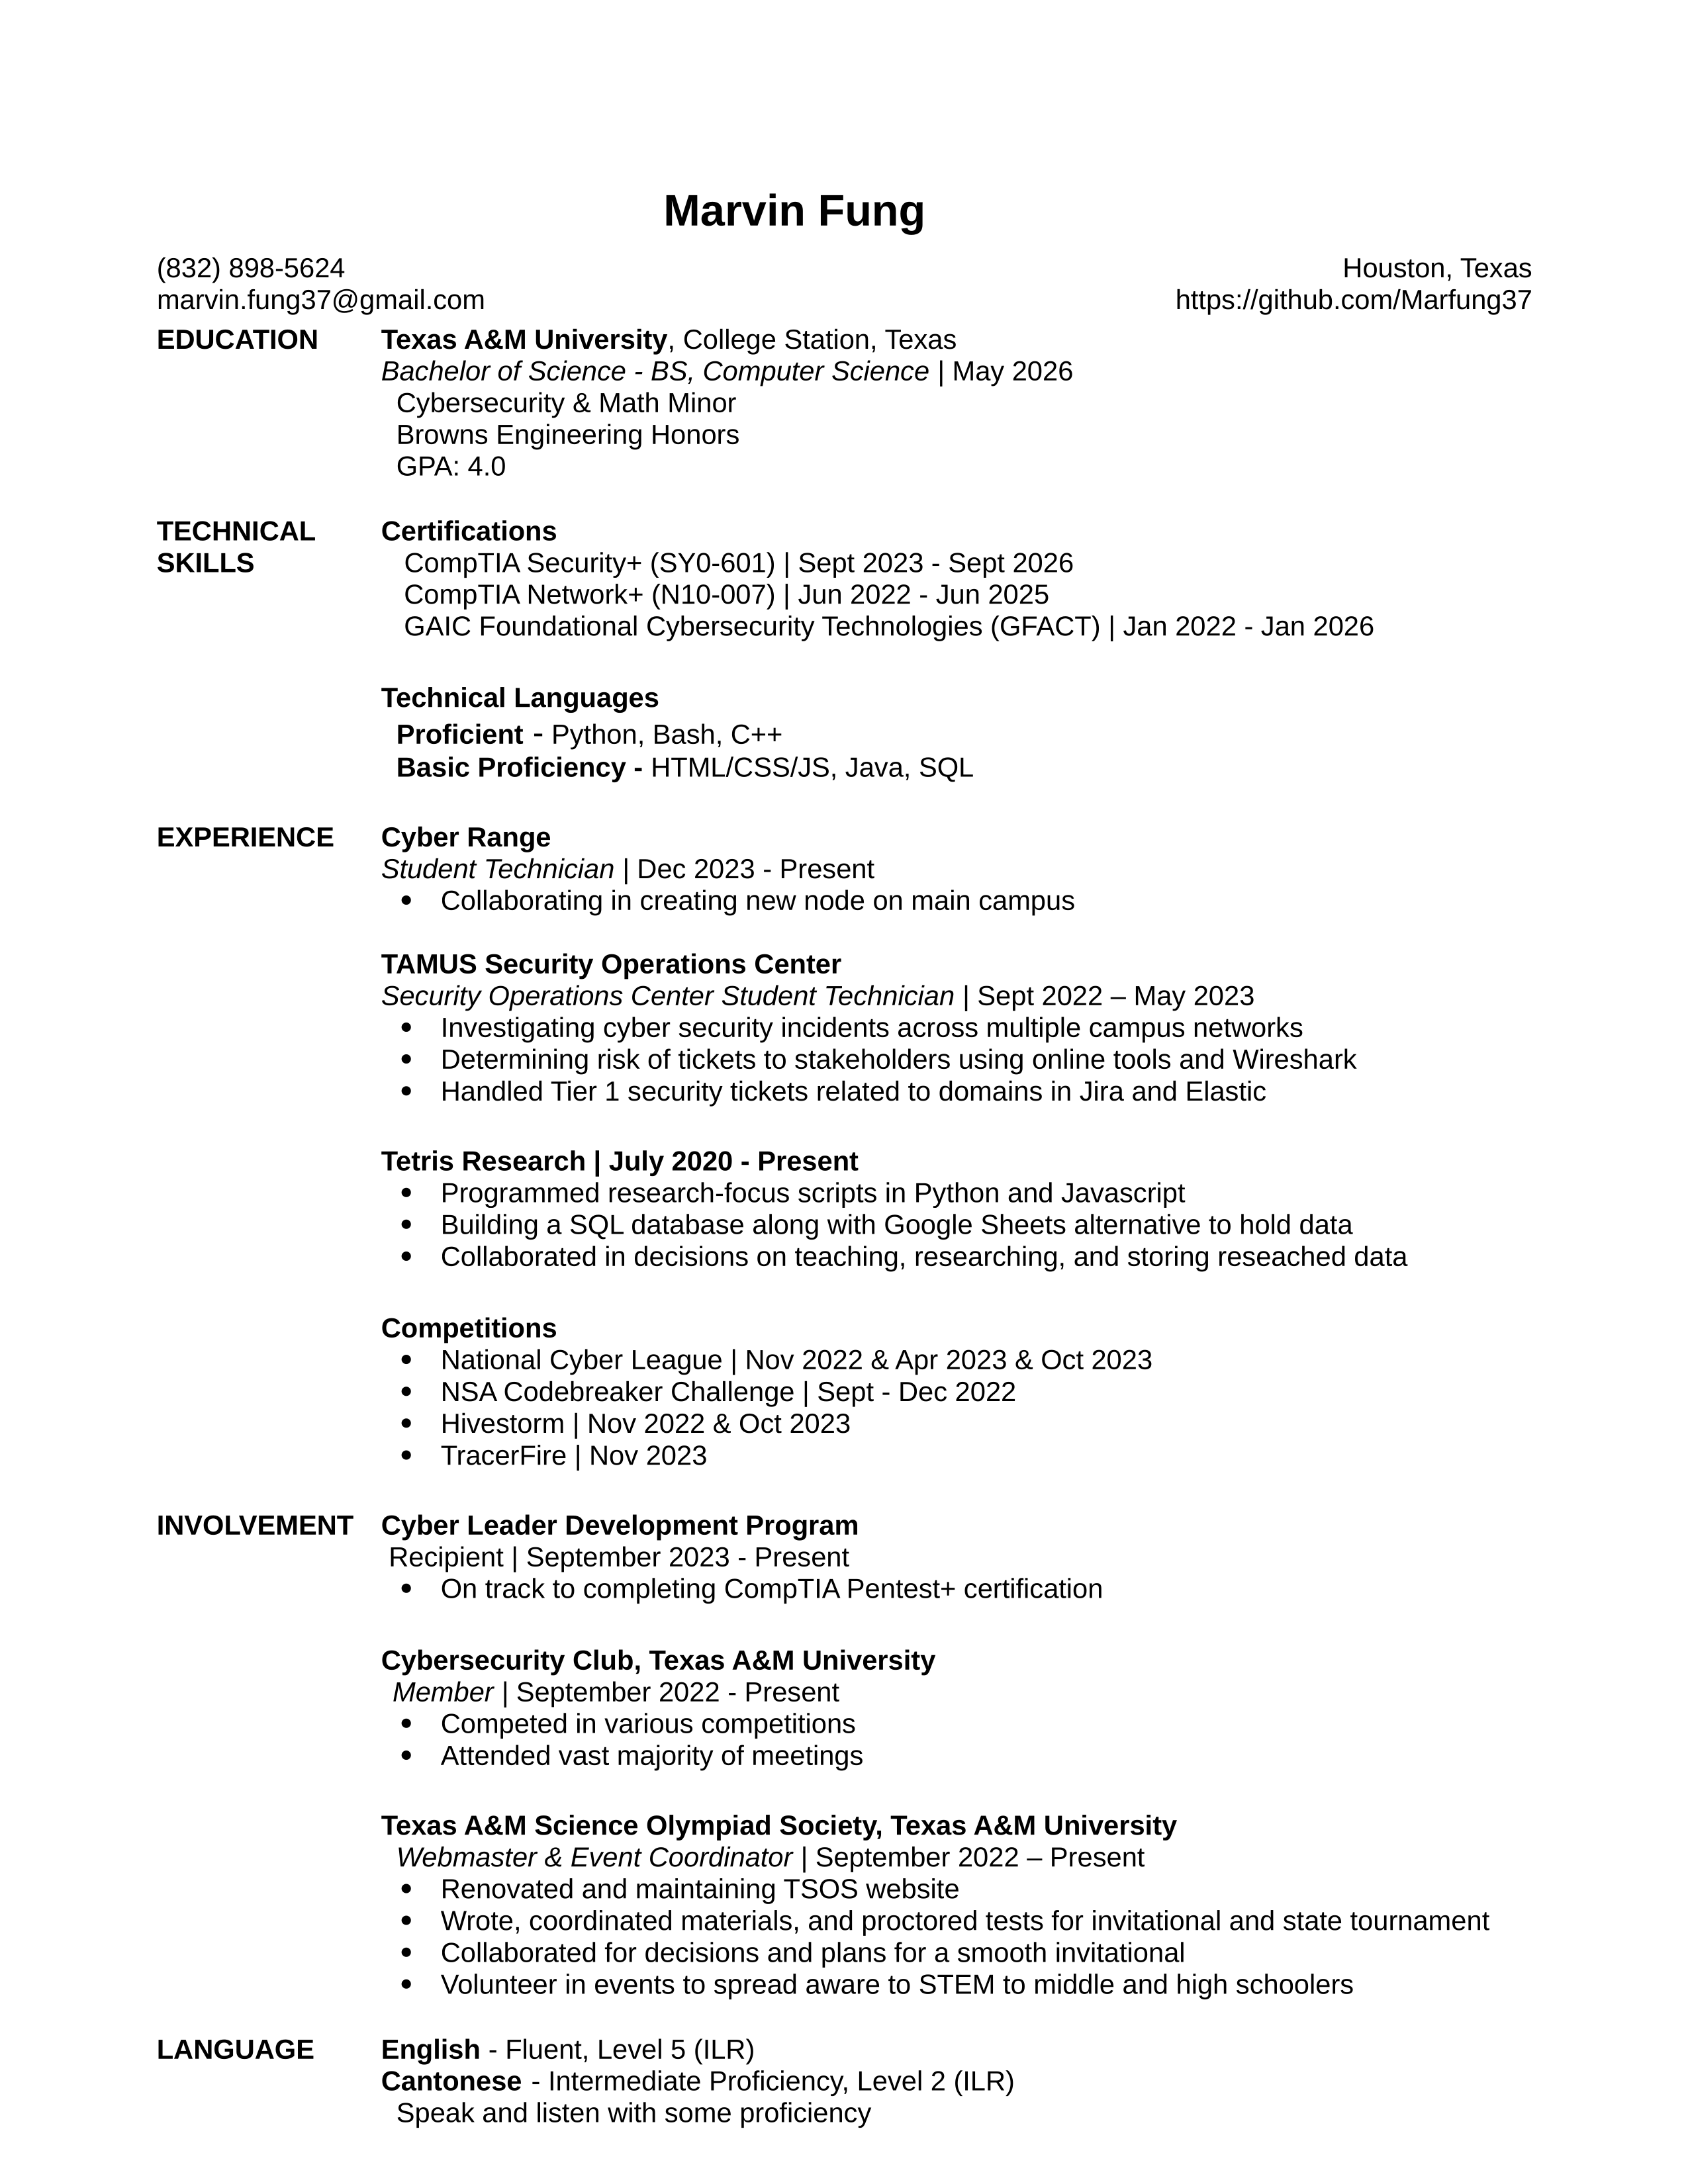 Marvin Fung
(832) 898-5624 Houston, Texas
marvin.fung37@gmail.com https://github.com/Marfung37
EDUCATION Texas A&M University, College Station, Texas
Bachelor of Science - BS, Computer Science | May 2026
Cybersecurity & Math Minor
Browns Engineering Honors
GPA: 4.0
TECHNICAL Certifications
SKILLS CompTIA Security+ (SY0-601) | Sept 2023 - Sept 2026
CompTIA Network+ (N10-007) | Jun 2022 - Jun 2025
GAIC Foundational Cybersecurity Technologies (GFACT) | Jan 2022 - Jan 2026
Technical Languages
Proficient - Python, Bash, C++
Basic Proficiency - HTML/CSS/JS, Java, SQL
EXPERIENCE Cyber Range
Student Technician | Dec 2023 - Present
• Collaborating in creating new node on main campus
TAMUS Security Operations Center
Security Operations Center Student Technician | Sept 2022 – May 2023
• Investigating cyber security incidents across multiple campus networks
• Determining risk of tickets to stakeholders using online tools and Wireshark
• Handled Tier 1 security tickets related to domains in Jira and Elastic
Tetris Research | July 2020 - Present
• Programmed research-focus scripts in Python and Javascript
• Building a SQL database along with Google Sheets alternative to hold data
• Collaborated in decisions on teaching, researching, and storing reseached data
Competitions
• National Cyber League | Nov 2022 & Apr 2023 & Oct 2023
• NSA Codebreaker Challenge | Sept - Dec 2022
• Hivestorm | Nov 2022 & Oct 2023
• TracerFire | Nov 2023
INVOLVEMENT Cyber Leader Development Program
Recipient | September 2023 - Present
• On track to completing CompTIA Pentest+ certification
Cybersecurity Club, Texas A&M University
Member | September 2022 - Present
• Competed in various competitions
• Attended vast majority of meetings
Texas A&M Science Olympiad Society, Texas A&M University
Webmaster & Event Coordinator | September 2022 – Present
• Renovated and maintaining TSOS website
• Wrote, coordinated materials, and proctored tests for invitational and state tournament
• Collaborated for decisions and plans for a smooth invitational
• Volunteer in events to spread aware to STEM to middle and high schoolers
LANGUAGE English - Fluent, Level 5 (ILR)
Cantonese - Intermediate Proficiency, Level 2 (ILR)
Speak and listen with some proficiency